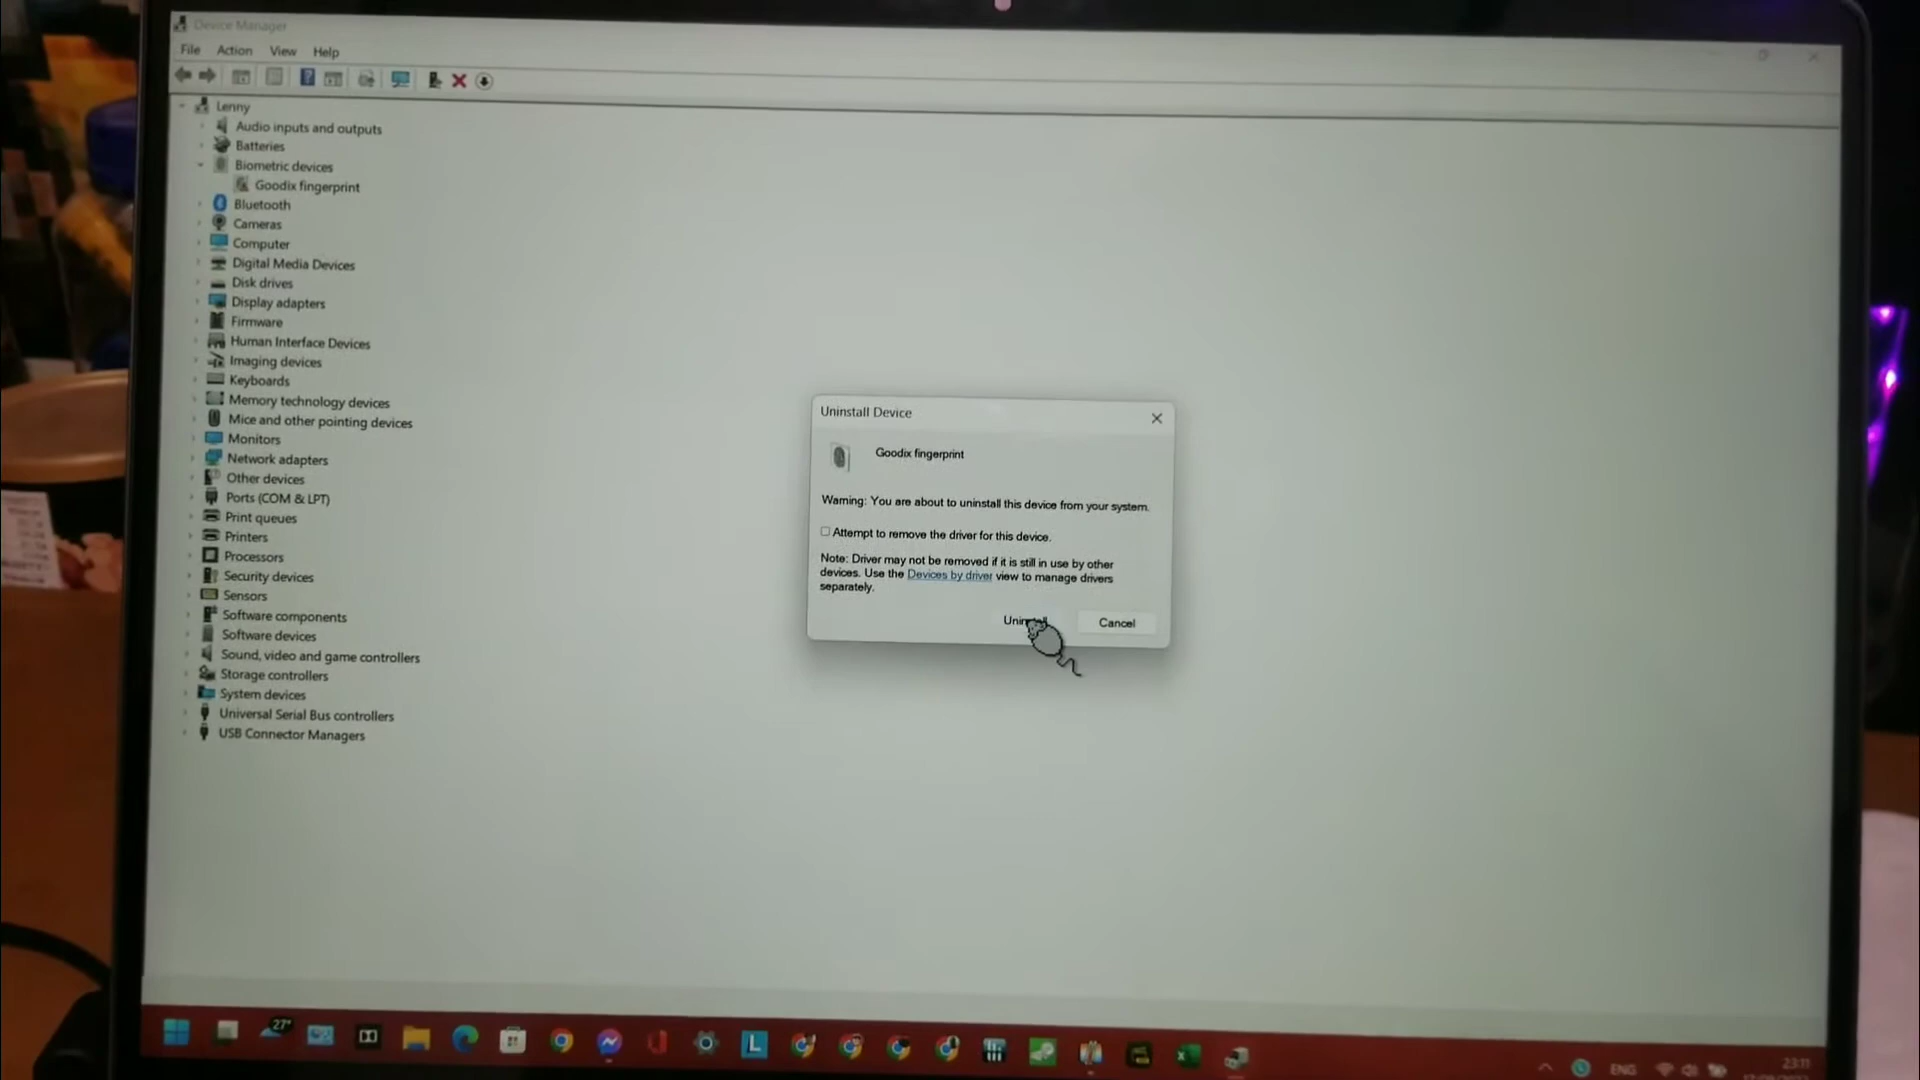 Device Manager
File Action View Help
Lenny
Audio inputs and outputs
Batteries
Biometric devices
Goodix fingerprint
Bluetooth
Cameras
Computer
Digital Media Devices
Disk drives
Display adapters
Firmware
Human Interface Devices
Imaging devices
Keyboards
Memory technology devices
Mice and other pointing devices
Monitors
Network adapters
Other devices
Ports (COM & LPT)
Print queues
Printers
Processors
Security devices
Sensors
Software components
Software devices
Sound, video and game controllers
Storage controllers
System devices
Universal Serial Bus controllers
USB Connector Managers
Uninstall Device
Goodix fingerprint
Warning: You are about to uninstall this device from your system.
Attempt to remove the driver for this device.
Note: Driver may not be removed if it is still in use by other
devices. Use the Devices by driver view to manage drivers
separately.
Cancel
27°
L
ENG
23:11